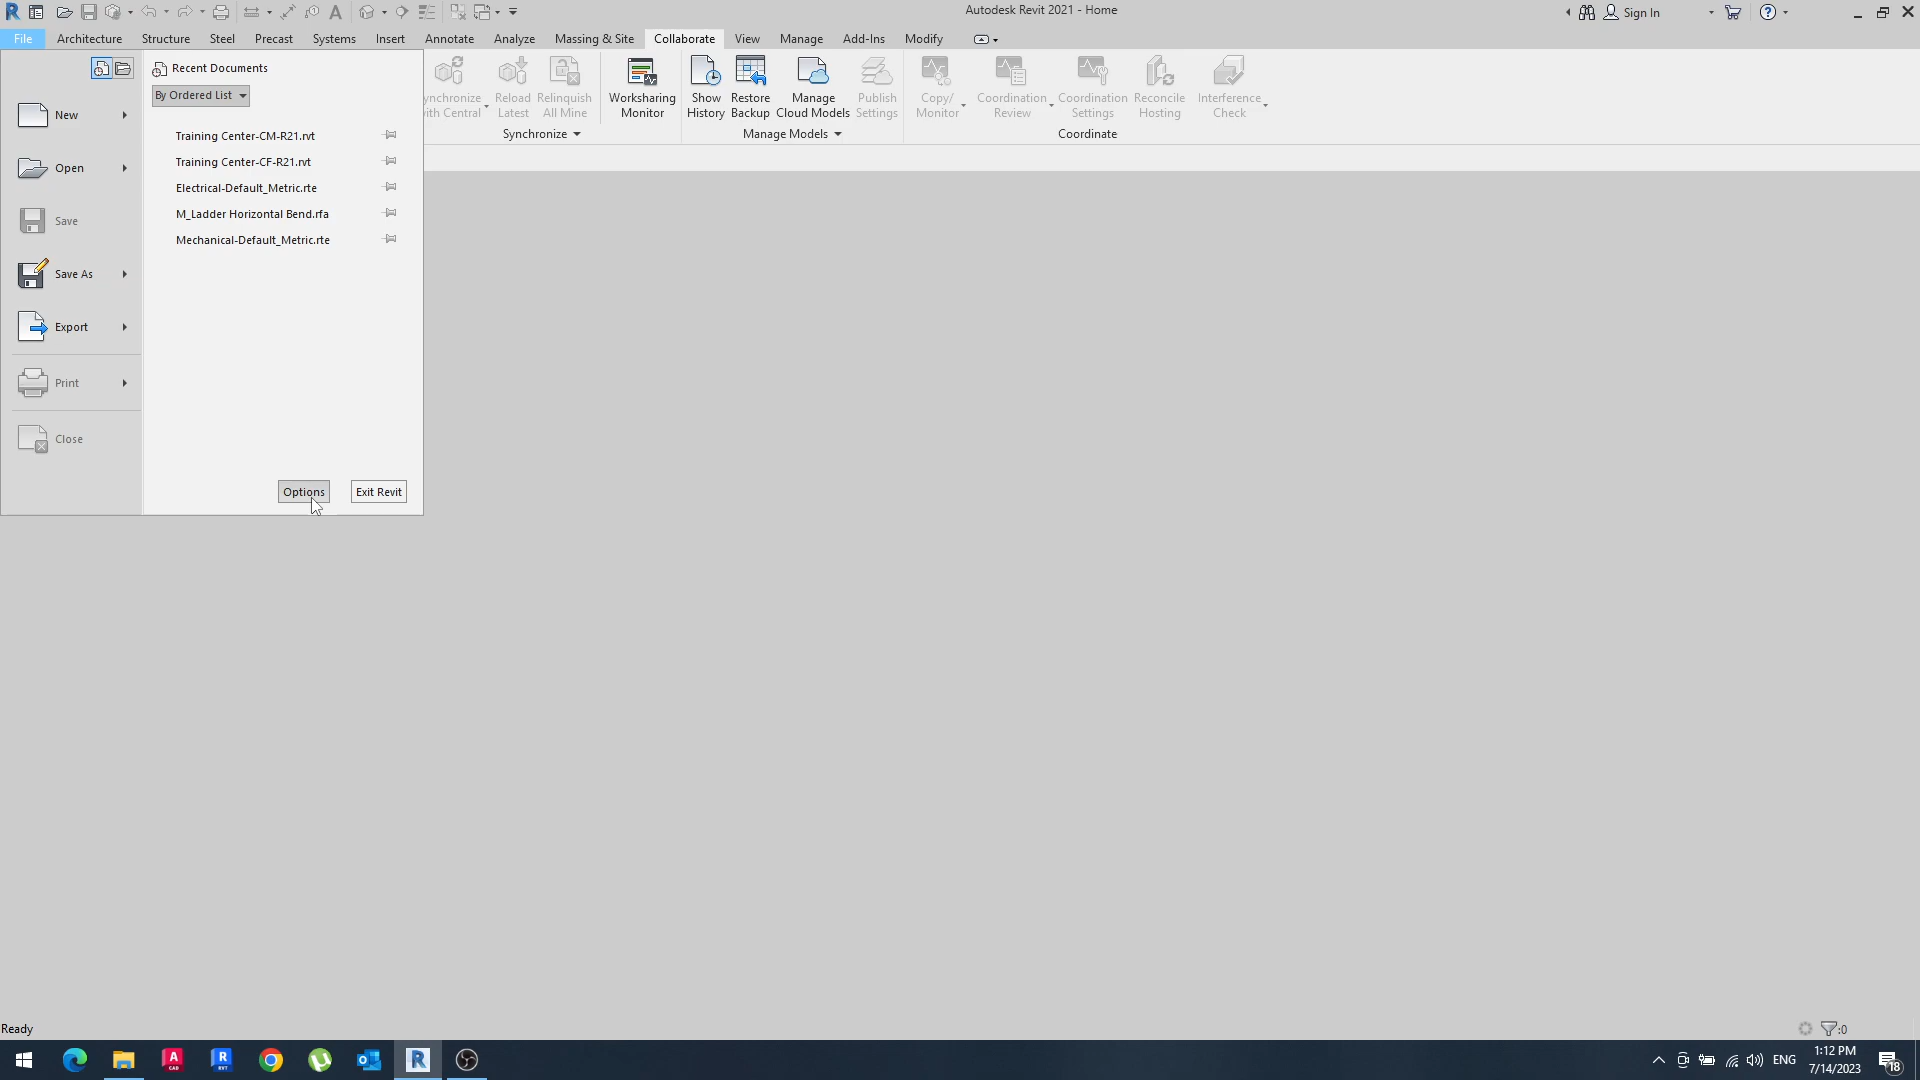 Autodesk Revit 2021 - Home
Sign In
File Architecture Structure Steel Precast Systems Insert Annotate Analyze Massing & Site Collaborate View Manage Add-Ins Modify
Recent Documents
By Ordered List
New
Open
Save
Save As
Export
Print
Close
Training Center-CM-R21.rvt
Training Center-CF-R21.rvt
Electrical-Default_Metric.rte
M_Ladder Horizontal Bend.rfa
Mechanical-Default_Metric.rte
Options
Exit Revit
ynchronize
ith Central
Reload
Latest
Relinquish
All Mine
Worksharing
Monitor
Show
History
Restore
Backup
Manage
Cloud Models
Publish
Settings
Copy/
Monitor
Coordination
Review
Coordination
Settings
Reconcile
Hosting
Interference
Check
Synchronize
Manage Models
Coordinate
Ready
:0
ENG
1:12 PM
7/14/2023
18